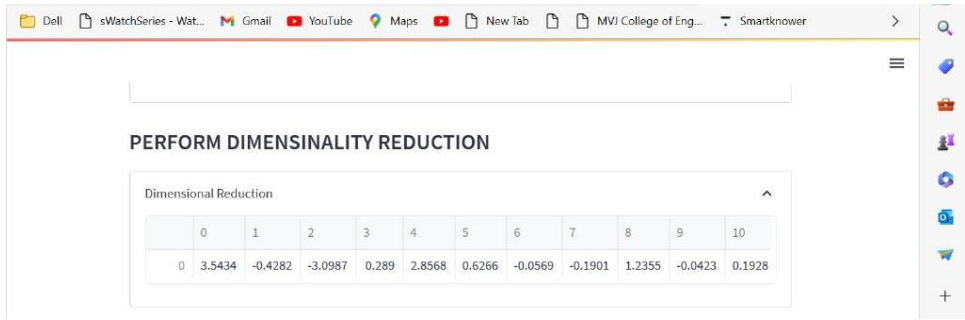 Dell sWatchSeries - Wat... Gmail YouTube Maps New Tab MVJ College of Eng... Smartknower
PERFORM DIMENSINALITY REDUCTION
Dimensional Reduction
0 1 2 3 4 5 6 7 8 9 10
0 3.5434 -0.4282 -3.0987 0.289 2.8568 0.6266 -0.0569 -0.1901 1.2355 -0.0423 0.1928